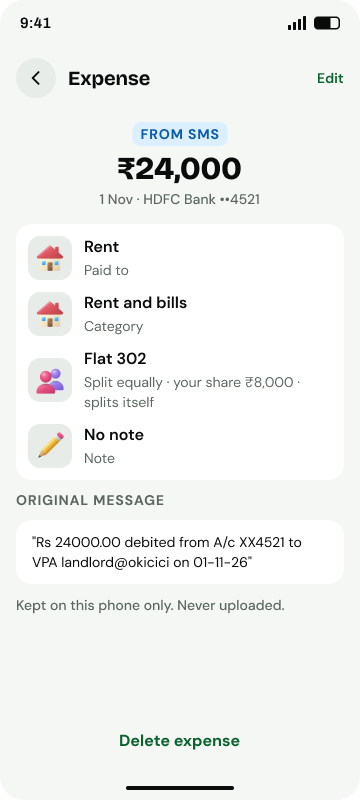 9:41
Expense
Edit
FROM SMS
₹24,000
1 Nov · HDFC Bank ••4521
Rent
Paid to
Rent and bills
Category
Flat 302
Split equally · your share ₹8,000 ·
splits itself
No note
Note
ORIGINAL MESSAGE
"Rs 24000.00 debited from A/c XX4521 to
VPA landlord@okicici on 01-11-26"
Kept on this phone only. Never uploaded.
Delete expense